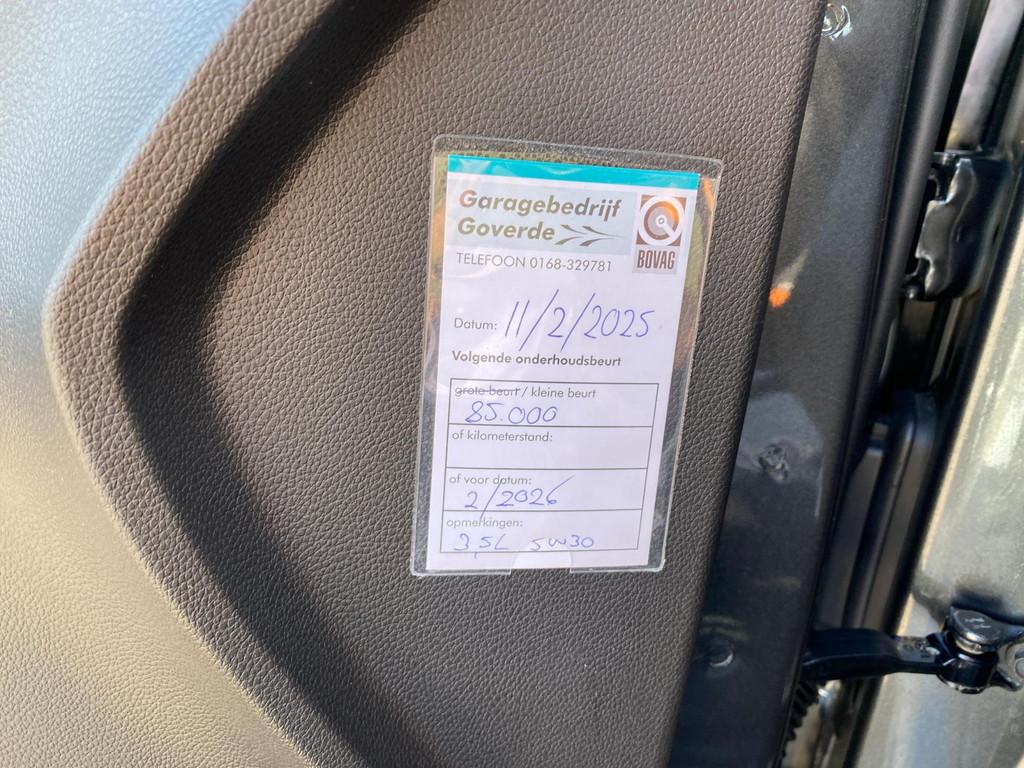 Garagebedrijf
Goverde
BOVAG
TELEFOON 0168-329781
Datum: 11/2/2025
Volgende onderhoudsbeurt
grote beurt / kleine beurt
85.000
of kilometerstand:
of voor datum:
2/2026
opmerkingen:
3,5L 5W30